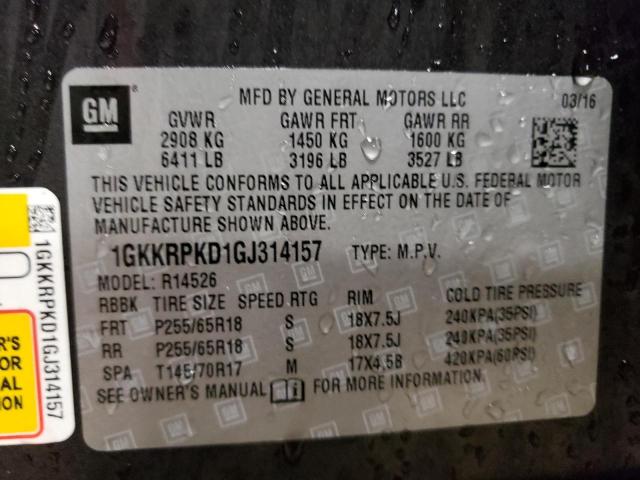 GM
MFD BY GENERAL MOTORS LLC 03/16
GVWR GAWR FRT GAWR RR
2908 KG 1450 KG 1600 KG
6411 LB 3196 LB 3527 LB
THIS VEHICLE CONFORMS TO ALL APPLICABLE U.S. FEDERAL MOTOR
VEHICLE SAFETY STANDARDS IN EFFECT ON THE DATE OF
MANUFACTURE SHOWN ABOVE.
1GKKRPKD1GJ314157 TYPE: M.P.V.
MODEL: R14526
RBBK TIRE SIZE SPEED RTG RIM COLD TIRE PRESSURE
FRT P255/65R18 S 18X7.5J 240KPA(35PSI)
RR P255/65R18 S 18X7.5J 240KPA(35PSI)
SPA T145/70R17 M 17X4.5B 420KPA(60PSI)
SEE OWNER'S MANUAL FOR MORE INFORMATION.
1GKKRPKD1GJ314157